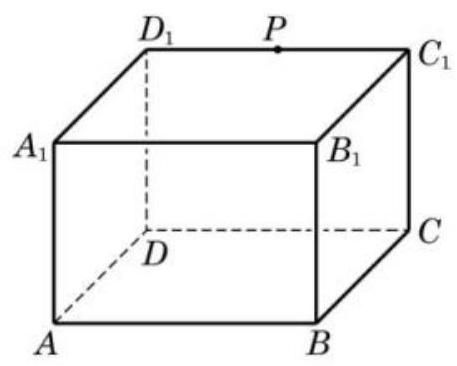 D₁ P C₁
A₁ B₁
D C
A B